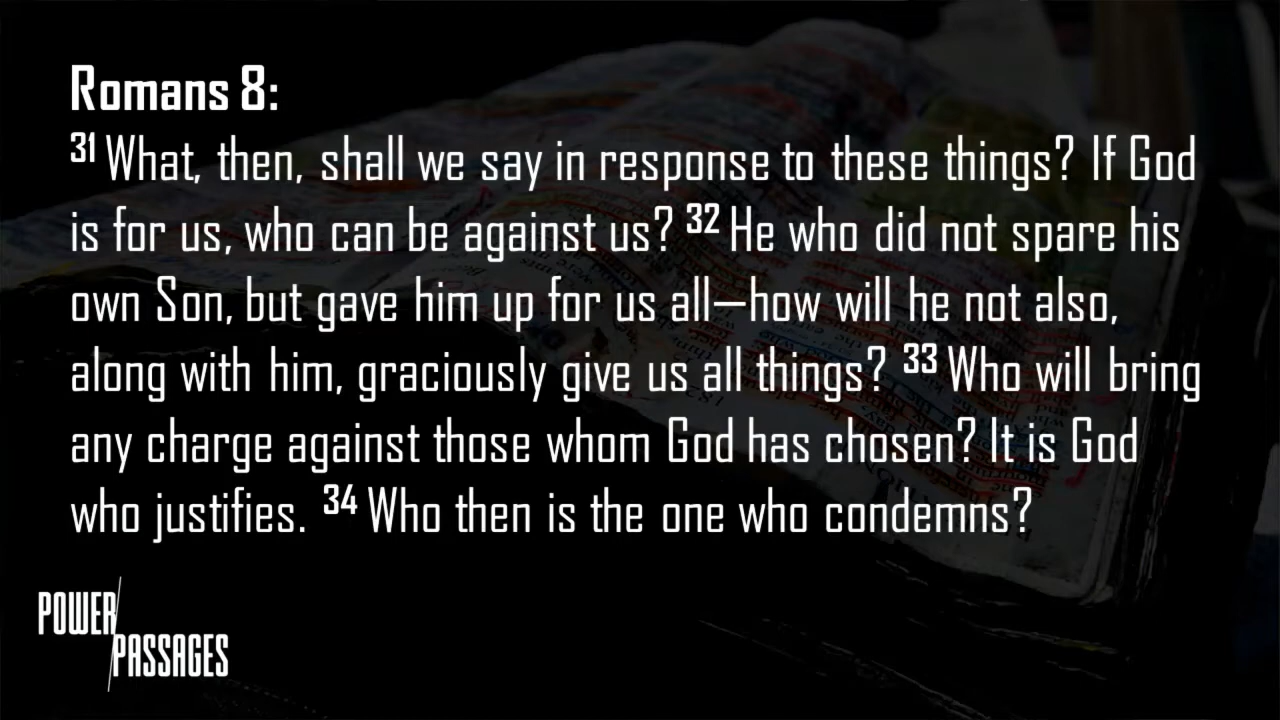 Romans 8:
31 What, then, shall we say in response to these things? If God
is for us, who can be against us? 32 He who did not spare his
own Son, but gave him up for us all—how will he not also,
along with him, graciously give us all things? 33 Who will bring
any charge against those whom God has chosen? It is God
who justifies. 34 Who then is the one who condemns?
POWER
PASSAGES